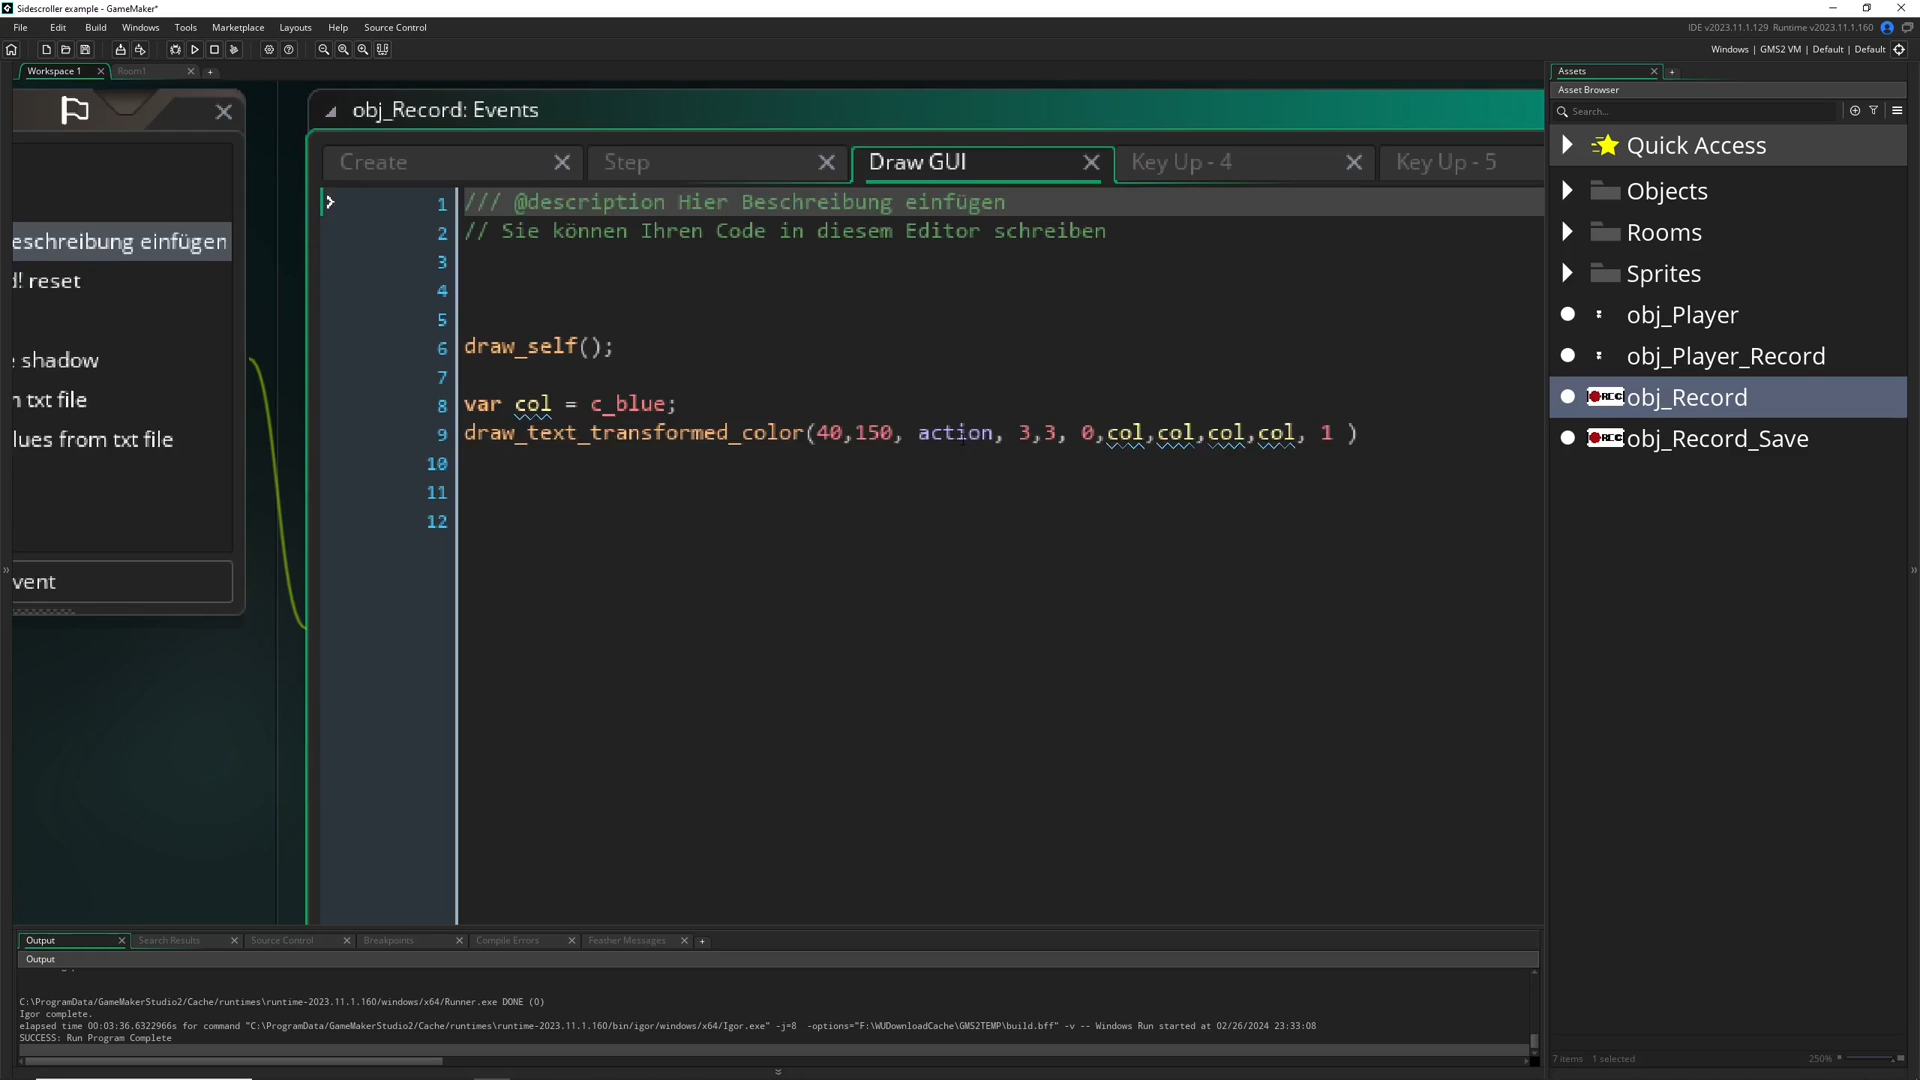 Sidescroller example - GameMaker*
File Edit Build Windows Tools Marketplace Layouts Help Source Control
IDE v2023.11.1.129 Runtime v2023.11.1.160
Windows | GMS2 VM | Default | Default
Workspace 1
Room1
obj_Record: Events
Create
Step
Draw GUI
Key Up - 4
Key Up - 5
eschreibung einfügen
d! reset
e shadow
n txt file
lues from txt file
vent
1 /// @description Hier Beschreibung einfügen
2 // Sie können Ihren Code in diesem Editor schreiben
3
4
5
6 draw_self();
7
8 var col = c_blue;
9 draw_text_transformed_color(40,150, action, 3,3, 0,col,col,col,col, 1 )
10
11
12
Assets
Asset Browser
Search...
Quick Access
Objects
Rooms
Sprites
obj_Player
obj_Player_Record
REC obj_Record
REC obj_Record_Save
7 items 1 selected
250%
Output
Search Results
Source Control
Breakpoints
Compile Errors
Feather Messages
Output
C:\ProgramData/GameMakerStudio2/Cache/runtimes\runtime-2023.11.1.160/windows/x64/Runner.exe DONE (0)
Igor complete.
elapsed time 00:03:36.6322966s for command "C:\ProgramData/GameMakerStudio2/Cache/runtimes\runtime-2023.11.1.160/bin/igor/windows/x64/Igor.exe" -j=8 -options="F:\WUDownloadCache\GMS2TEMP\build.bff" -v -- Windows Run started at 02/26/2024 23:33:08
SUCCESS: Run Program Complete